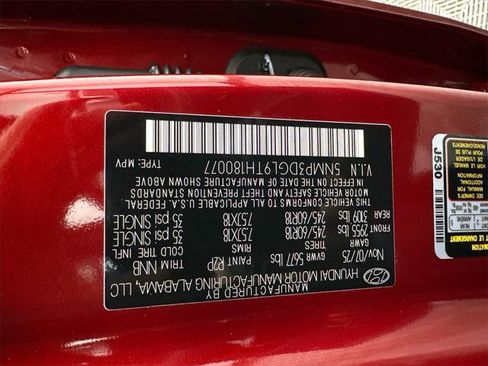 MANUFACTURED BY
HYUNDAI MOTOR MANUFACTURING ALABAMA, LLC
Nov/07/25 PAINT R2P TRIM NNB
GVWR 5677 lbs
GAWR TIRES RIMS COLD TIRE INFL
FRONT 2955 lbs 245/60R18 7.5JX18 35 psi SINGLE
REAR 3109 lbs 245/60R18 7.5JX18 35 psi SINGLE
THIS VEHICLE CONFORMS TO ALL APPLICABLE U.S.
FEDERAL MOTOR VEHICLE SAFETY, BUMPER, AND
THEFT PREVENTION STANDARDS
IN EFFECT ON THE DATE OF MANUFACTURE SHOWN ABOVE.
V.I.N 5NMP3DGL9TH180077 TYPE: MPV
J530